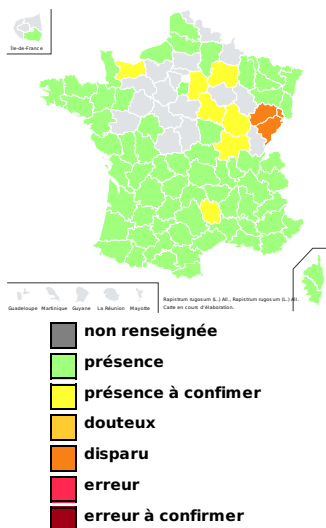 Île-de-France
Guadeloupe Martinique Guyane La Réunion Mayotte
Rapistrum rugosum (L.) All., Rapistrum rugosum (L.) All.
Carte en cours d'élaboration.
non renseignée
présence
présence à confimer
douteux
disparu
erreur
erreur à confirmer